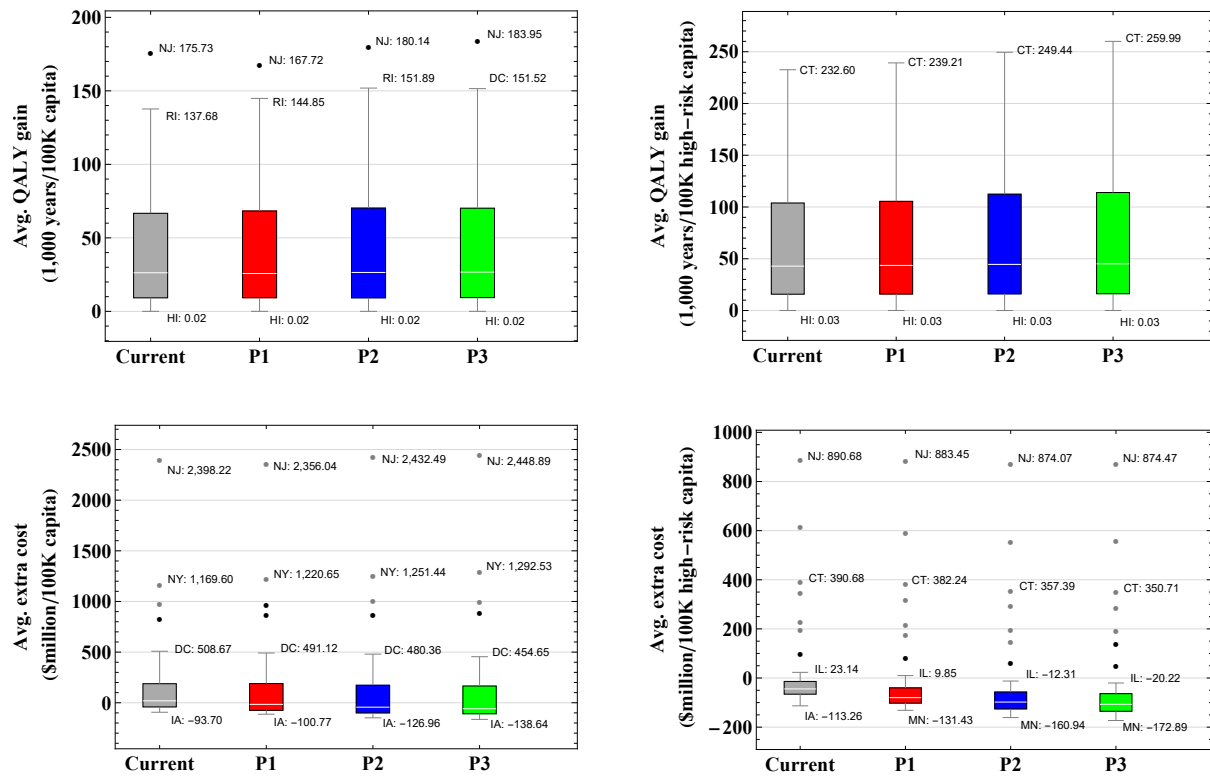 Avg. QALY gain
(1,000 years/100K capita)
200
150
100
50
0
NJ: 175.73
NJ: 167.72
NJ: 180.14
NJ: 183.95
RI: 137.68
RI: 144.85
RI: 151.89
DC: 151.52
HI: 0.02
HI: 0.02
HI: 0.02
HI: 0.02
Current P1 P2 P3
Avg. QALY gain
(1,000 years/100K high−risk capita)
250
200
150
100
50
0
CT: 232.60
CT: 239.21
CT: 249.44
CT: 259.99
HI: 0.03
HI: 0.03
HI: 0.03
HI: 0.03
Current P1 P2 P3
Avg. extra cost
($million/100K capita)
2500
2000
1500
1000
500
0
NJ: 2,398.22
NJ: 2,356.04
NJ: 2,432.49
NJ: 2,448.89
NY: 1,169.60
NY: 1,220.65
NY: 1,251.44
NY: 1,292.53
DC: 508.67
DC: 491.12
DC: 480.36
DC: 454.65
IA: −93.70
IA: −100.77
IA: −126.96
IA: −138.64
Current P1 P2 P3
Avg. extra cost
($million/100K high−risk capita)
1000
800
600
400
200
0
−200
NJ: 890.68
NJ: 883.45
NJ: 874.07
NJ: 874.47
CT: 390.68
CT: 382.24
CT: 357.39
CT: 350.71
IL: 23.14
IL: 9.85
IL: −12.31
IL: −20.22
IA: −113.26
MN: −131.43
MN: −160.94
MN: −172.89
Current P1 P2 P3